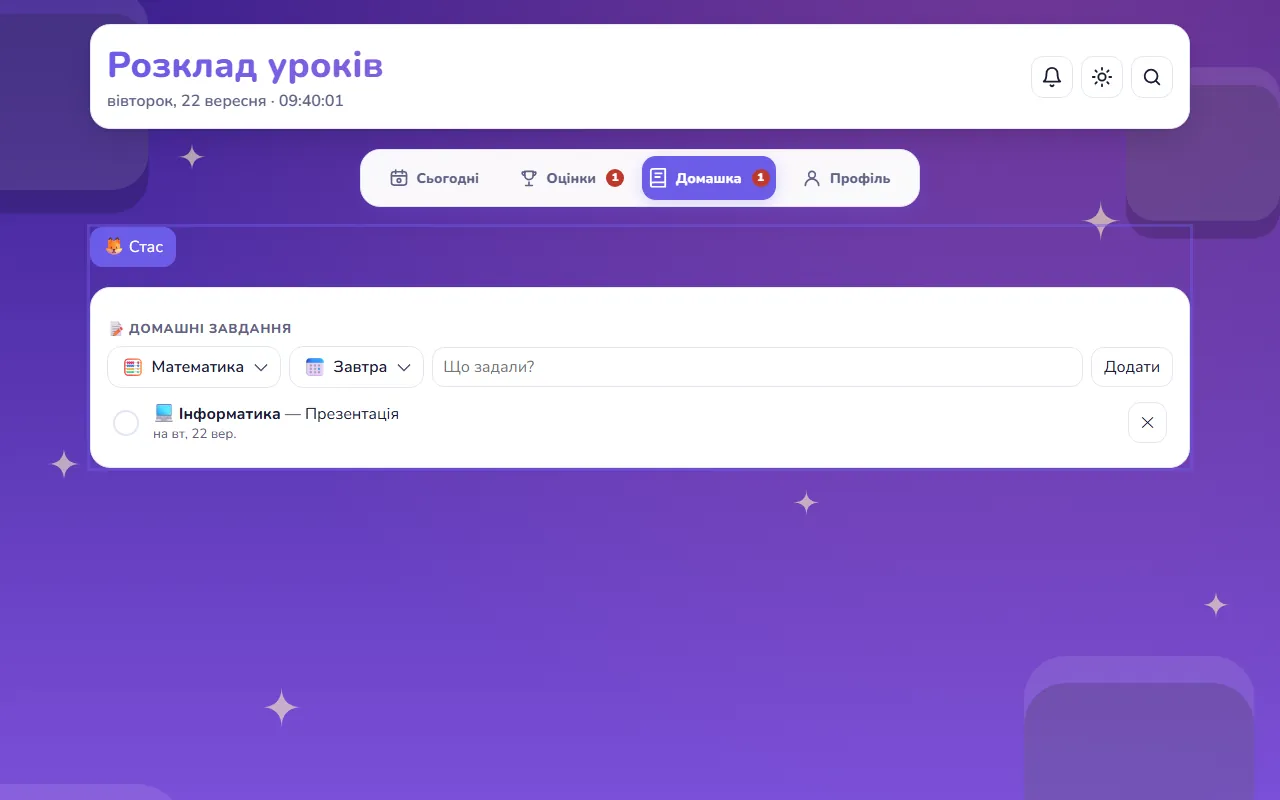 Розклад уроків
вівторок, 22 вересня · 09:40:01
Сьогодні
Оцінки 1
Домашка 1
Профіль
Стас
ДОМАШНІ ЗАВДАННЯ
Математика
Завтра
Що задали?
Додати
Інформатика — Презентація
на вт, 22 вер.